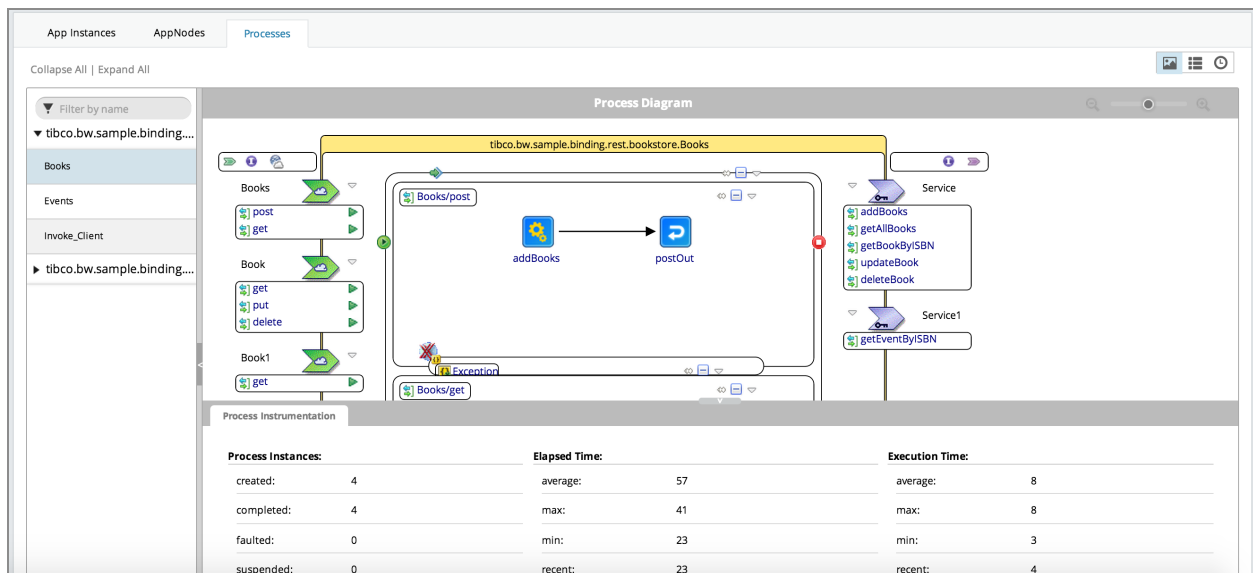 App Instances AppNodes Processes
Collapse All | Expand All
Filter by name
tibco.bw.sample.binding....
Books
Events
Invoke_Client
tibco.bw.sample.binding....
Process Diagram
tibco.bw.sample.binding.rest.bookstore.Books
Books
post
get
Book
get
put
delete
Book1
get
Books/post
addBooks
postOut
Exception
Books/get
Service
addBooks
getAllBooks
getBookByISBN
updateBook
deleteBook
Service1
getEventByISBN
Process Instrumentation
Process Instances:
created: 4
completed: 4
faulted: 0
suspended: 0
Elapsed Time:
average: 57
max: 41
min: 23
recent: 23
Execution Time:
average: 8
max: 8
min: 3
recent: 4